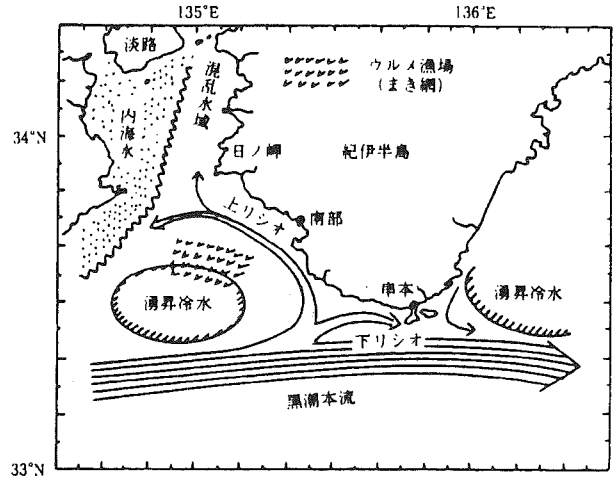 135°E
136°E
淡路
混乱水域
ウルメ漁場
(まき網)
34°N
内海水
日ノ岬
紀伊半島
上リシオ
南部
串本
湧昇冷水
湧昇冷水
下リシオ
黒潮本流
33°N